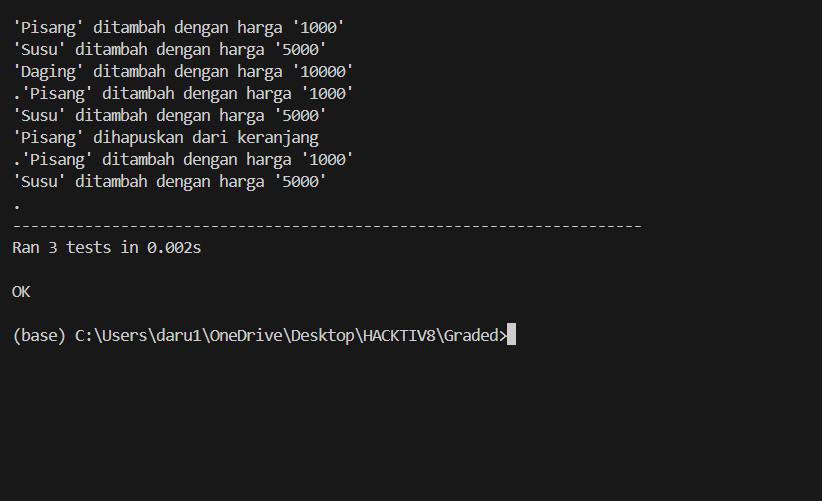 'Pisang' ditambah dengan harga '1000'
'Susu' ditambah dengan harga '5000'
'Daging' ditambah dengan harga '10000'
.'Pisang' ditambah dengan harga '1000'
'Susu' ditambah dengan harga '5000'
'Pisang' dihapuskan dari keranjang
.'Pisang' ditambah dengan harga '1000'
'Susu' ditambah dengan harga '5000'
.
----------------------------------------------------------------------
Ran 3 tests in 0.002s
OK
(base) C:\Users\daru1\OneDrive\Desktop\HACKTIV8\Graded>